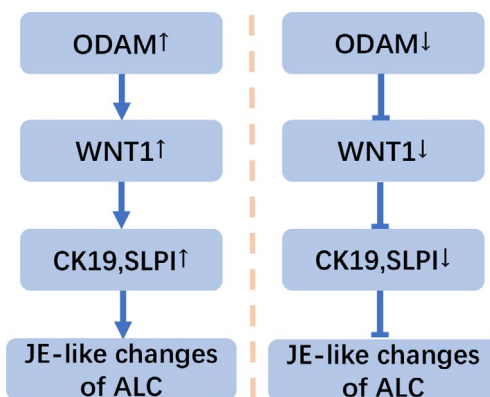 ODAM↑
WNT1↑
CK19,SLPI↑
JE-like changes
of ALC
ODAM↓
WNT1↓
CK19,SLPI↓
JE-like changes
of ALC